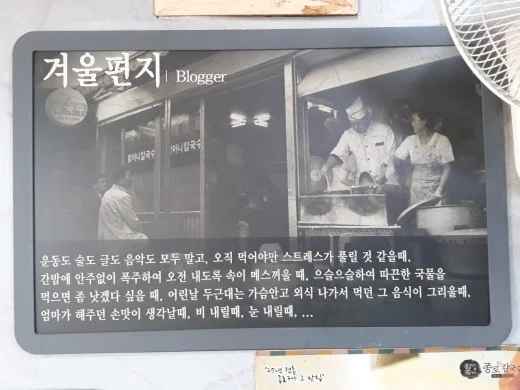 겨울편지 | Blogger
할머니칼국수
운동도 술도 글도 음악도 모두 말고, 오직 먹어야만 스트레스가 풀릴 것 같을때,
간밤에 안주없이 폭주하여 오전 내도록 속이 메스꺼울 때, 으슬으슬하여 따끈한 국물을
먹으면 좀 낫겠다 싶을 때, 어린날 두근대는 가슴안고 외식 나가서 먹던 그 음식이 그리울때,
엄마가 해주던 손맛이 생각날때, 비 내릴때, 눈 내릴때, ...